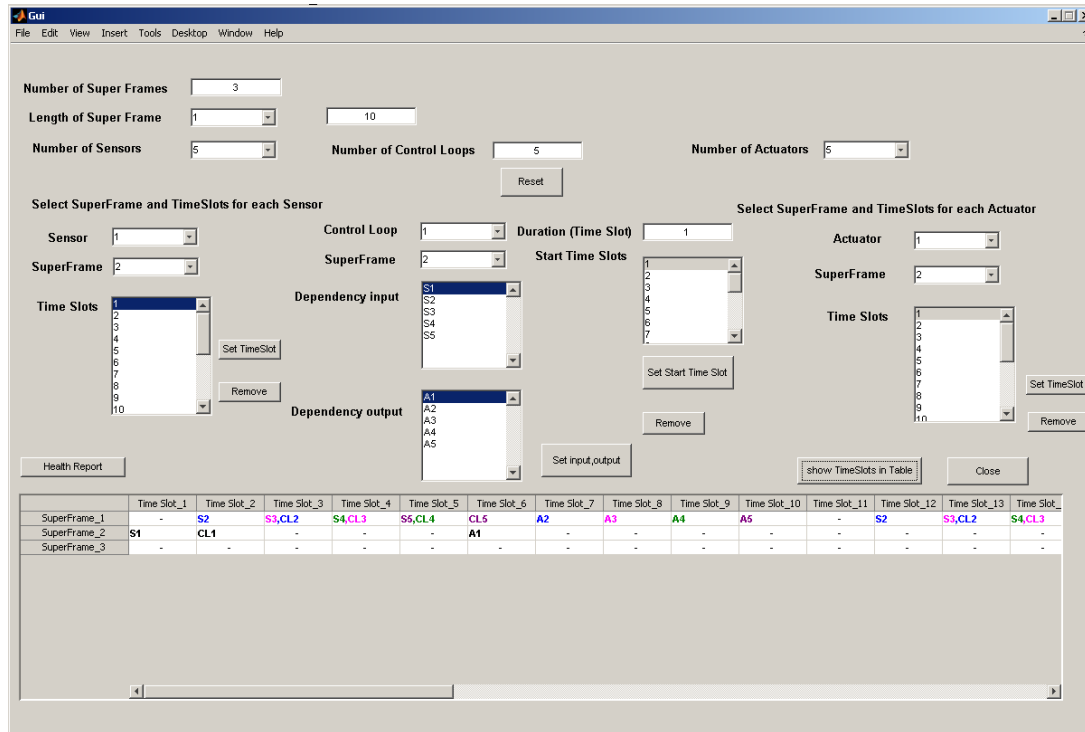 Gui
File Edit View Insert Tools Desktop Window Help
Number of Super Frames 3
Length of Super Frame 1 10
Number of Sensors 5 Number of Control Loops 5 Number of Actuators 5
Reset
Select SuperFrame and TimeSlots for each Sensor
Select SuperFrame and TimeSlots for each Actuator
Sensor 1
SuperFrame 2
Time Slots
1
2
3
4
5
6
7
8
9
10
Set TimeSlot
Remove
Control Loop 1
SuperFrame 2
Dependency input
S1
S2
S3
S4
S5
Dependency output
A1
A2
A3
A4
A5
Set input,output
Duration (Time Slot) 1
Start Time Slots
1
2
3
4
5
6
7
Set Start Time Slot
Remove
Actuator 1
SuperFrame 2
Time Slots
1
2
3
4
5
6
7
8
9
10
Set TimeSlot
Remove
Health Report
show TimeSlots in Table
Close
Time Slot_1 Time Slot_2 Time Slot_3 Time Slot_4 Time Slot_5 Time Slot_6 Time Slot_7 Time Slot_8 Time Slot_9 Time Slot_10 Time Slot_11 Time Slot_12 Time Slot_13 Time Slot_
SuperFrame_1 - S2 S3,CL2 S4,CL3 S5,CL4 CL5 A2 A3 A4 A5 - S2 S3,CL2 S4,CL3
SuperFrame_2 S1 CL1 - - - A1 - - - - - - - -
SuperFrame_3 - - - - - - - - - - - - - -